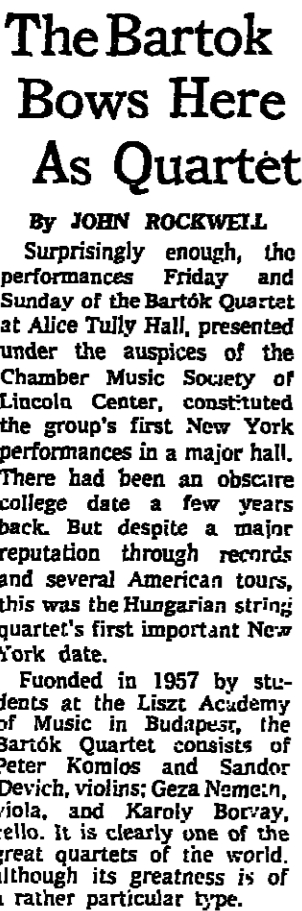 The Bartok
Bows Here
As Quartet
By JOHN ROCKWELL
Surprisingly enough, the
performances Friday and
Sunday of the Bartók Quartet
at Alice Tully Hall, presented
under the auspices of the
Chamber Music Society of
Lincoln Center, constituted
the group's first New York
performances in a major hall.
There had been an obscure
college date a few years
back. But despite a major
reputation through records
and several American tours,
this was the Hungarian string
quartet's first important New
York date.
Fuonded in 1957 by stu-
dents at the Liszt Academy
of Music in Budapest, the
Bartók Quartet consists of
Peter Komlos and Sandor
Devich, violins; Geza Nemeth,
viola, and Karoly Borvay,
cello. It is clearly one of the
great quartets of the world.
although its greatness is of
a rather particular type.